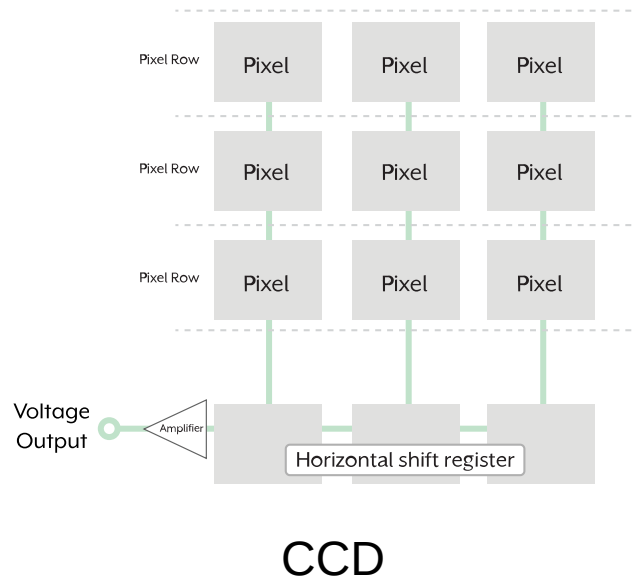 Pixel Row
Pixel Pixel Pixel
Pixel Row
Pixel Pixel Pixel
Pixel Row
Pixel Pixel Pixel
Voltage
Output
Amplifier
Horizontal shift register
CCD